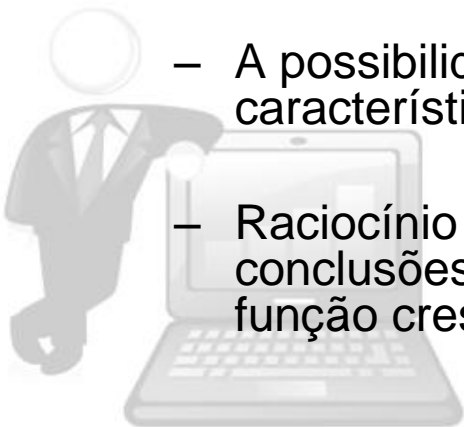 – A possibilid
característi
– Raciocínio
conclusões
função cres